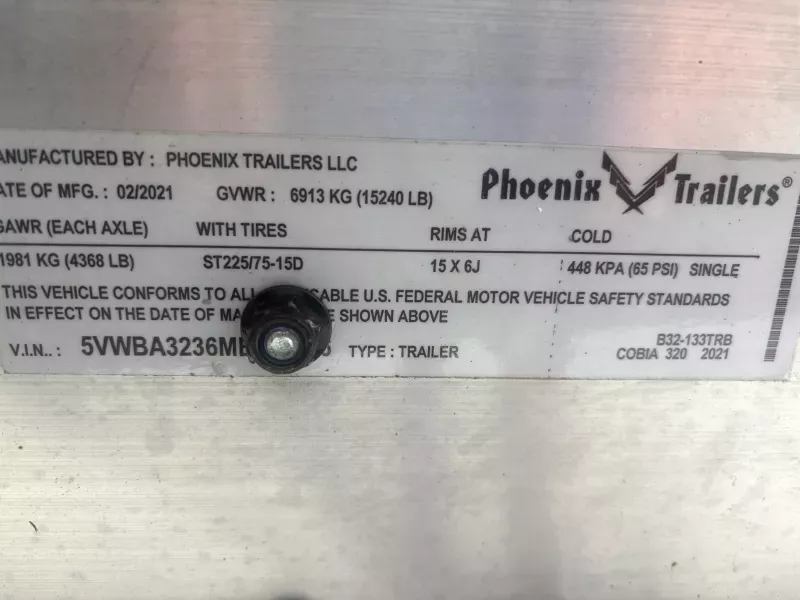 ANUFACTURED BY : PHOENIX TRAILERS LLC
ATE OF MFG. : 02/2021 GVWR : 6913 KG (15240 LB)
Phoenix Trailers®
GAWR (EACH AXLE) WITH TIRES RIMS AT COLD
1981 KG (4368 LB) ST225/75-15D 15 X 6J 448 KPA (65 PSI) SINGLE
THIS VEHICLE CONFORMS TO ALL CABLE U.S. FEDERAL MOTOR VEHICLE SAFETY STANDARDS
IN EFFECT ON THE DATE OF MA E SHOWN ABOVE
V.I.N.. : 5VWBA3236M TYPE : TRAILER
B32-133TRB
COBIA 320 2021